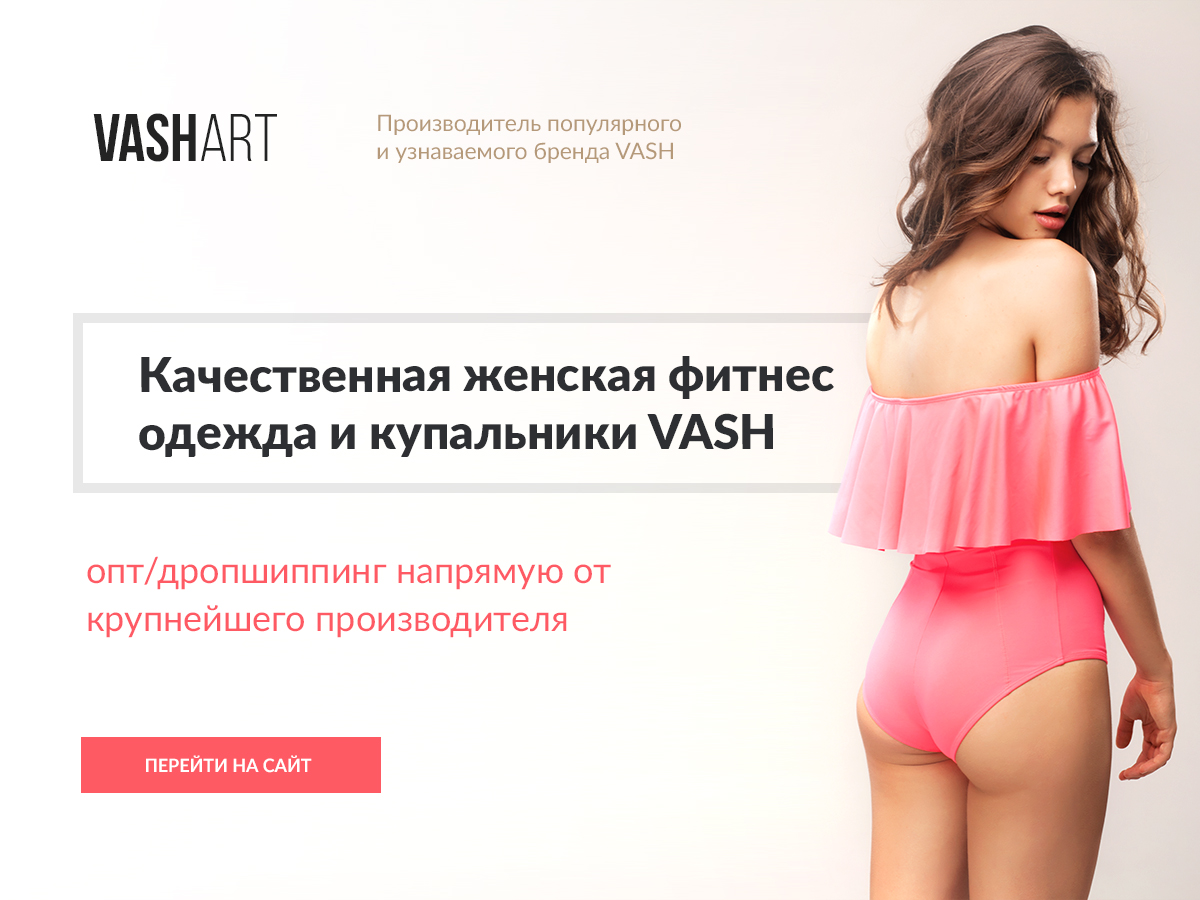 VASHART
Производитель популярного
и узнаваемого бренда VASH
Качественная женская фитнес
одежда и купальники VASH
опт/дропшиппинг напрямую от
крупнейшего производителя
ПЕРЕЙТИ НА САЙТ